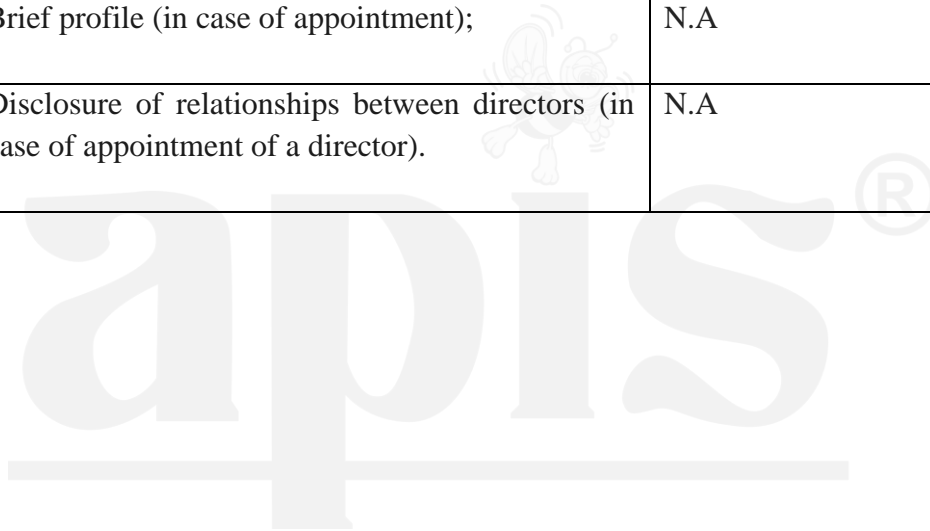 Brief profile (in case of appointment); N.A
Disclosure of relationships between directors (in N.A
case of appointment of a director).
apis®